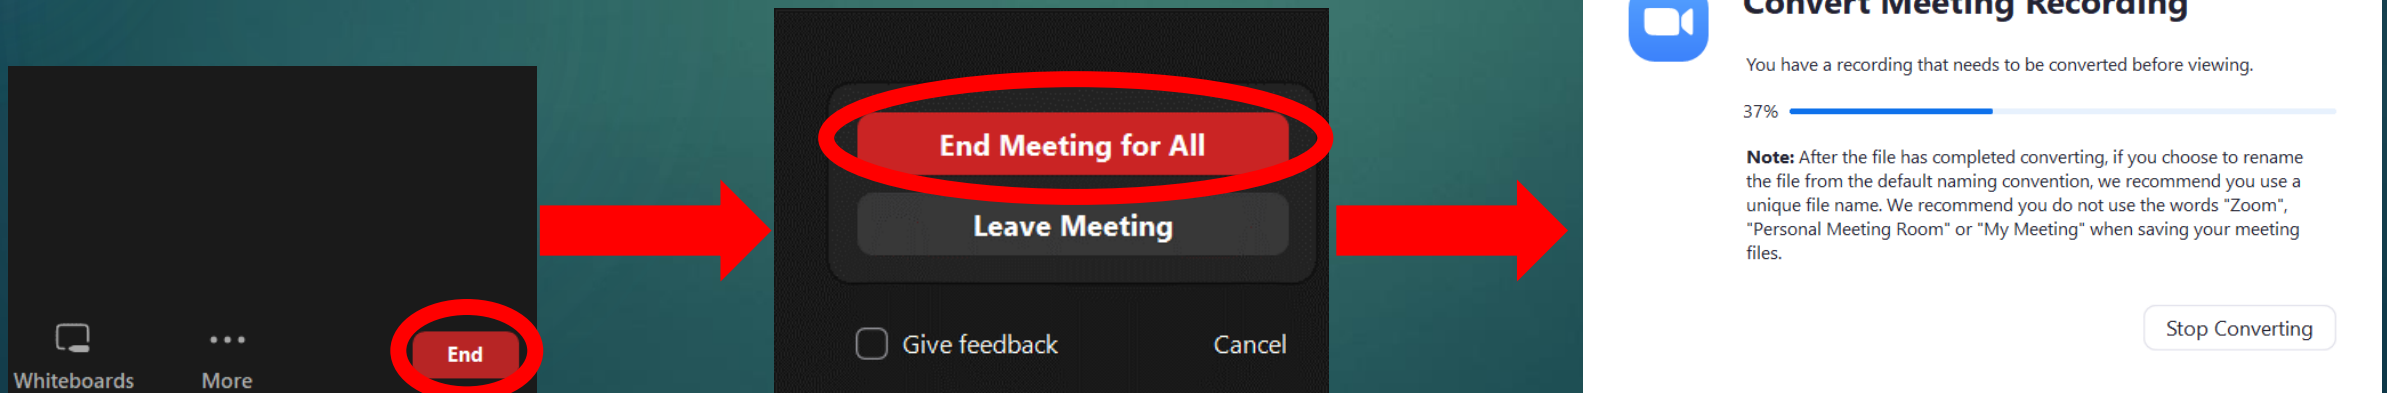 Whiteboards
More
End
End Meeting for All
Leave Meeting
Give feedback
Cancel
Convert Meeting Recording
You have a recording that needs to be converted before viewing.
37%
Note: After the file has completed converting, if you choose to rename
the file from the default naming convention, we recommend you use a
unique file name. We recommend you do not use the words "Zoom",
"Personal Meeting Room" or "My Meeting" when saving your meeting
files.
Stop Converting